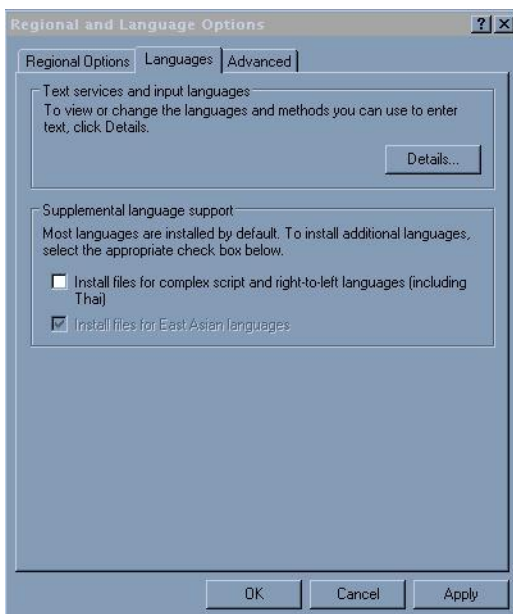 Regional and Language Options
Regional Options Languages Advanced
Text services and input languages
To view or change the languages and methods you can use to enter
text, click Details.
Details...
Supplemental language support
Most languages are installed by default. To install additional languages,
select the appropriate check box below.
Install files for complex script and right-to-left languages (including
Thai)
Install files for East Asian languages
OK Cancel Apply